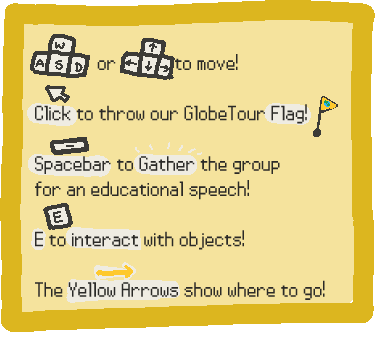 W
A S D or ↑ ← ↓ → to move!
Click to throw our GlobeTour Flag!
Spacebar to Gather the group
for an educational speech!
E
E to interact with objects!
The Yellow Arrows show where to go!